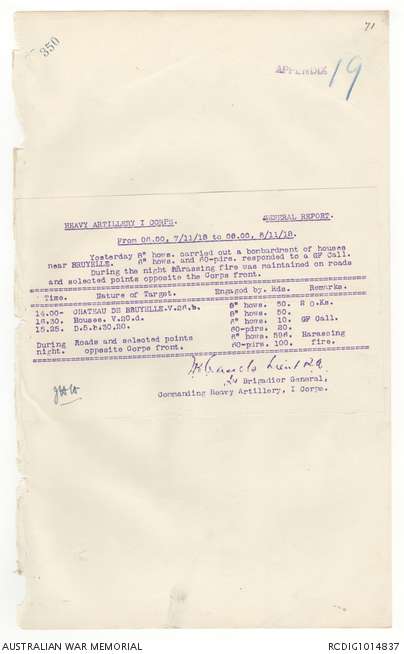 71
350
APPENDIX 19
HEAVY ARTILLERY I CORPS. GENERAL REPORT.
From 06.00, 7/11/18 to 06.00, 8/11/18.
Yesterday 8" hows. carried out a bombardment of houses
near BRUYELLE. 6" hows. and 60-pirs. responded to a GF Call.
During the night harassing fire was maintained on roads
and selected points opposite the Corps front.
Time. Nature of Target. Engaged by. Rds. Remarks.
14.00- CHATEAU DE BRUYELLE.V.26.b. 8" hows. 50.
16.30. Houses. V.20.d. 8" hows. 50.
15.25. D.5.b.30.20. 6" hows. 10. GF Call.
60-pirs. 20.
During Roads and selected points 6" hows. 596. Harassing
night. opposite Corps front. 60-pirs. 100. fire.
Brigadier General,
Commanding Heavy Artillery, I Corps.
AUSTRALIAN WAR MEMORIAL RCDIG1014837